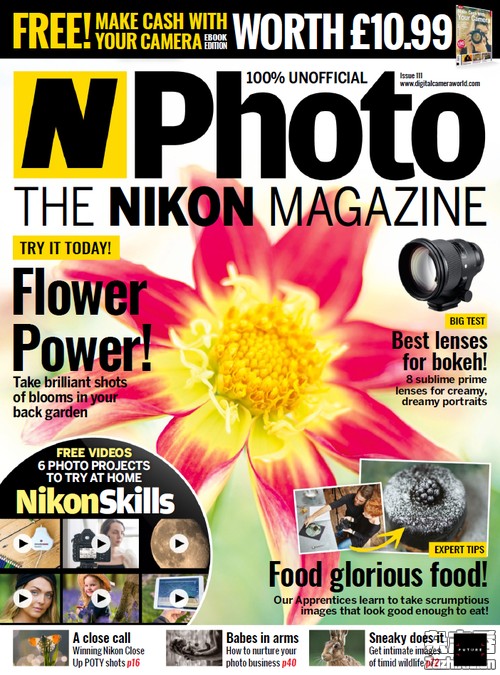 FREE! MAKE CASH WITH YOUR CAMERA EBOOK EDITION WORTH £10.99
100% UNOFFICIAL
Issue 111
www.digitalcameraworld.com
N Photo
THE NIKON MAGAZINE
TRY IT TODAY!
Flower
Power!
Take brilliant shots
of blooms in your
back garden
BIG TEST
Best lenses
for bokeh!
8 sublime prime
lenses for creamy,
dreamy portraits
FREE VIDEOS
6 PHOTO PROJECTS
TO TRY AT HOME
NikonSkills
EXPERT TIPS
Food glorious food!
Our Apprentices learn to take scrumptious
images that look good enough to eat!
A close call
Winning Nikon Close
Up POTY shots p16
Babes in arms
How to nurture your
photo business p40
Sneaky does it
Get intimate images
of timid wildlife p72
FUTURE